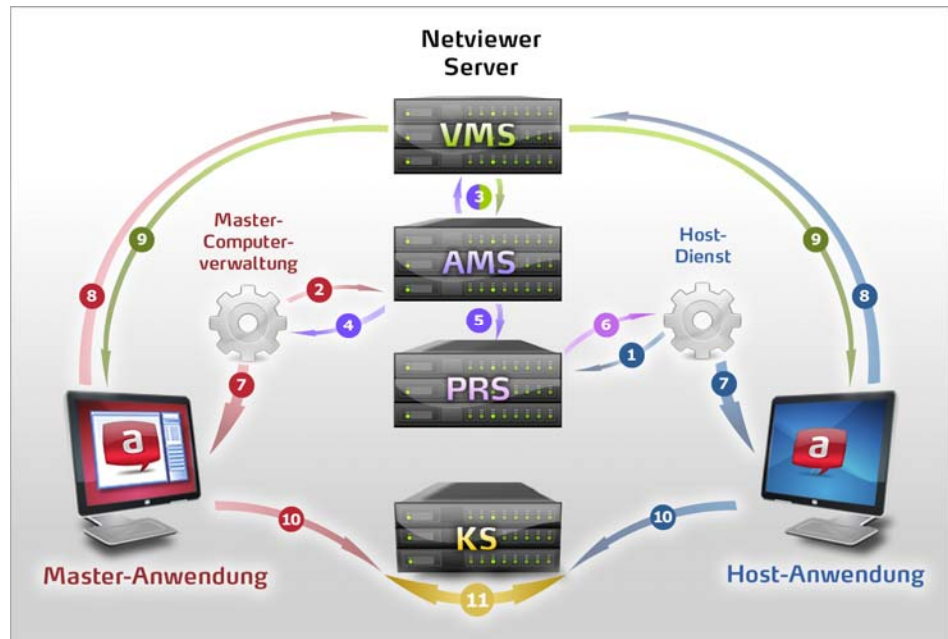 Netviewer
Server
VMS
9
3
9
Master-
Computer-
verwaltung
Host-
Dienst
AMS
8
2
8
4
5
6
1
PRS
7
7
a
a
10
KS
10
Master-Anwendung
11
Host-Anwendung